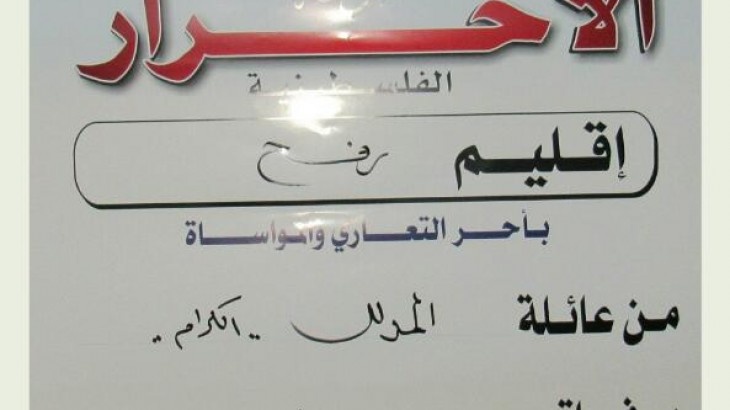 الأحرار
الفلسطينية
إقليم رفح
بأحر التعازي والمواساة
من عائلة المدلل .. الكرام ..